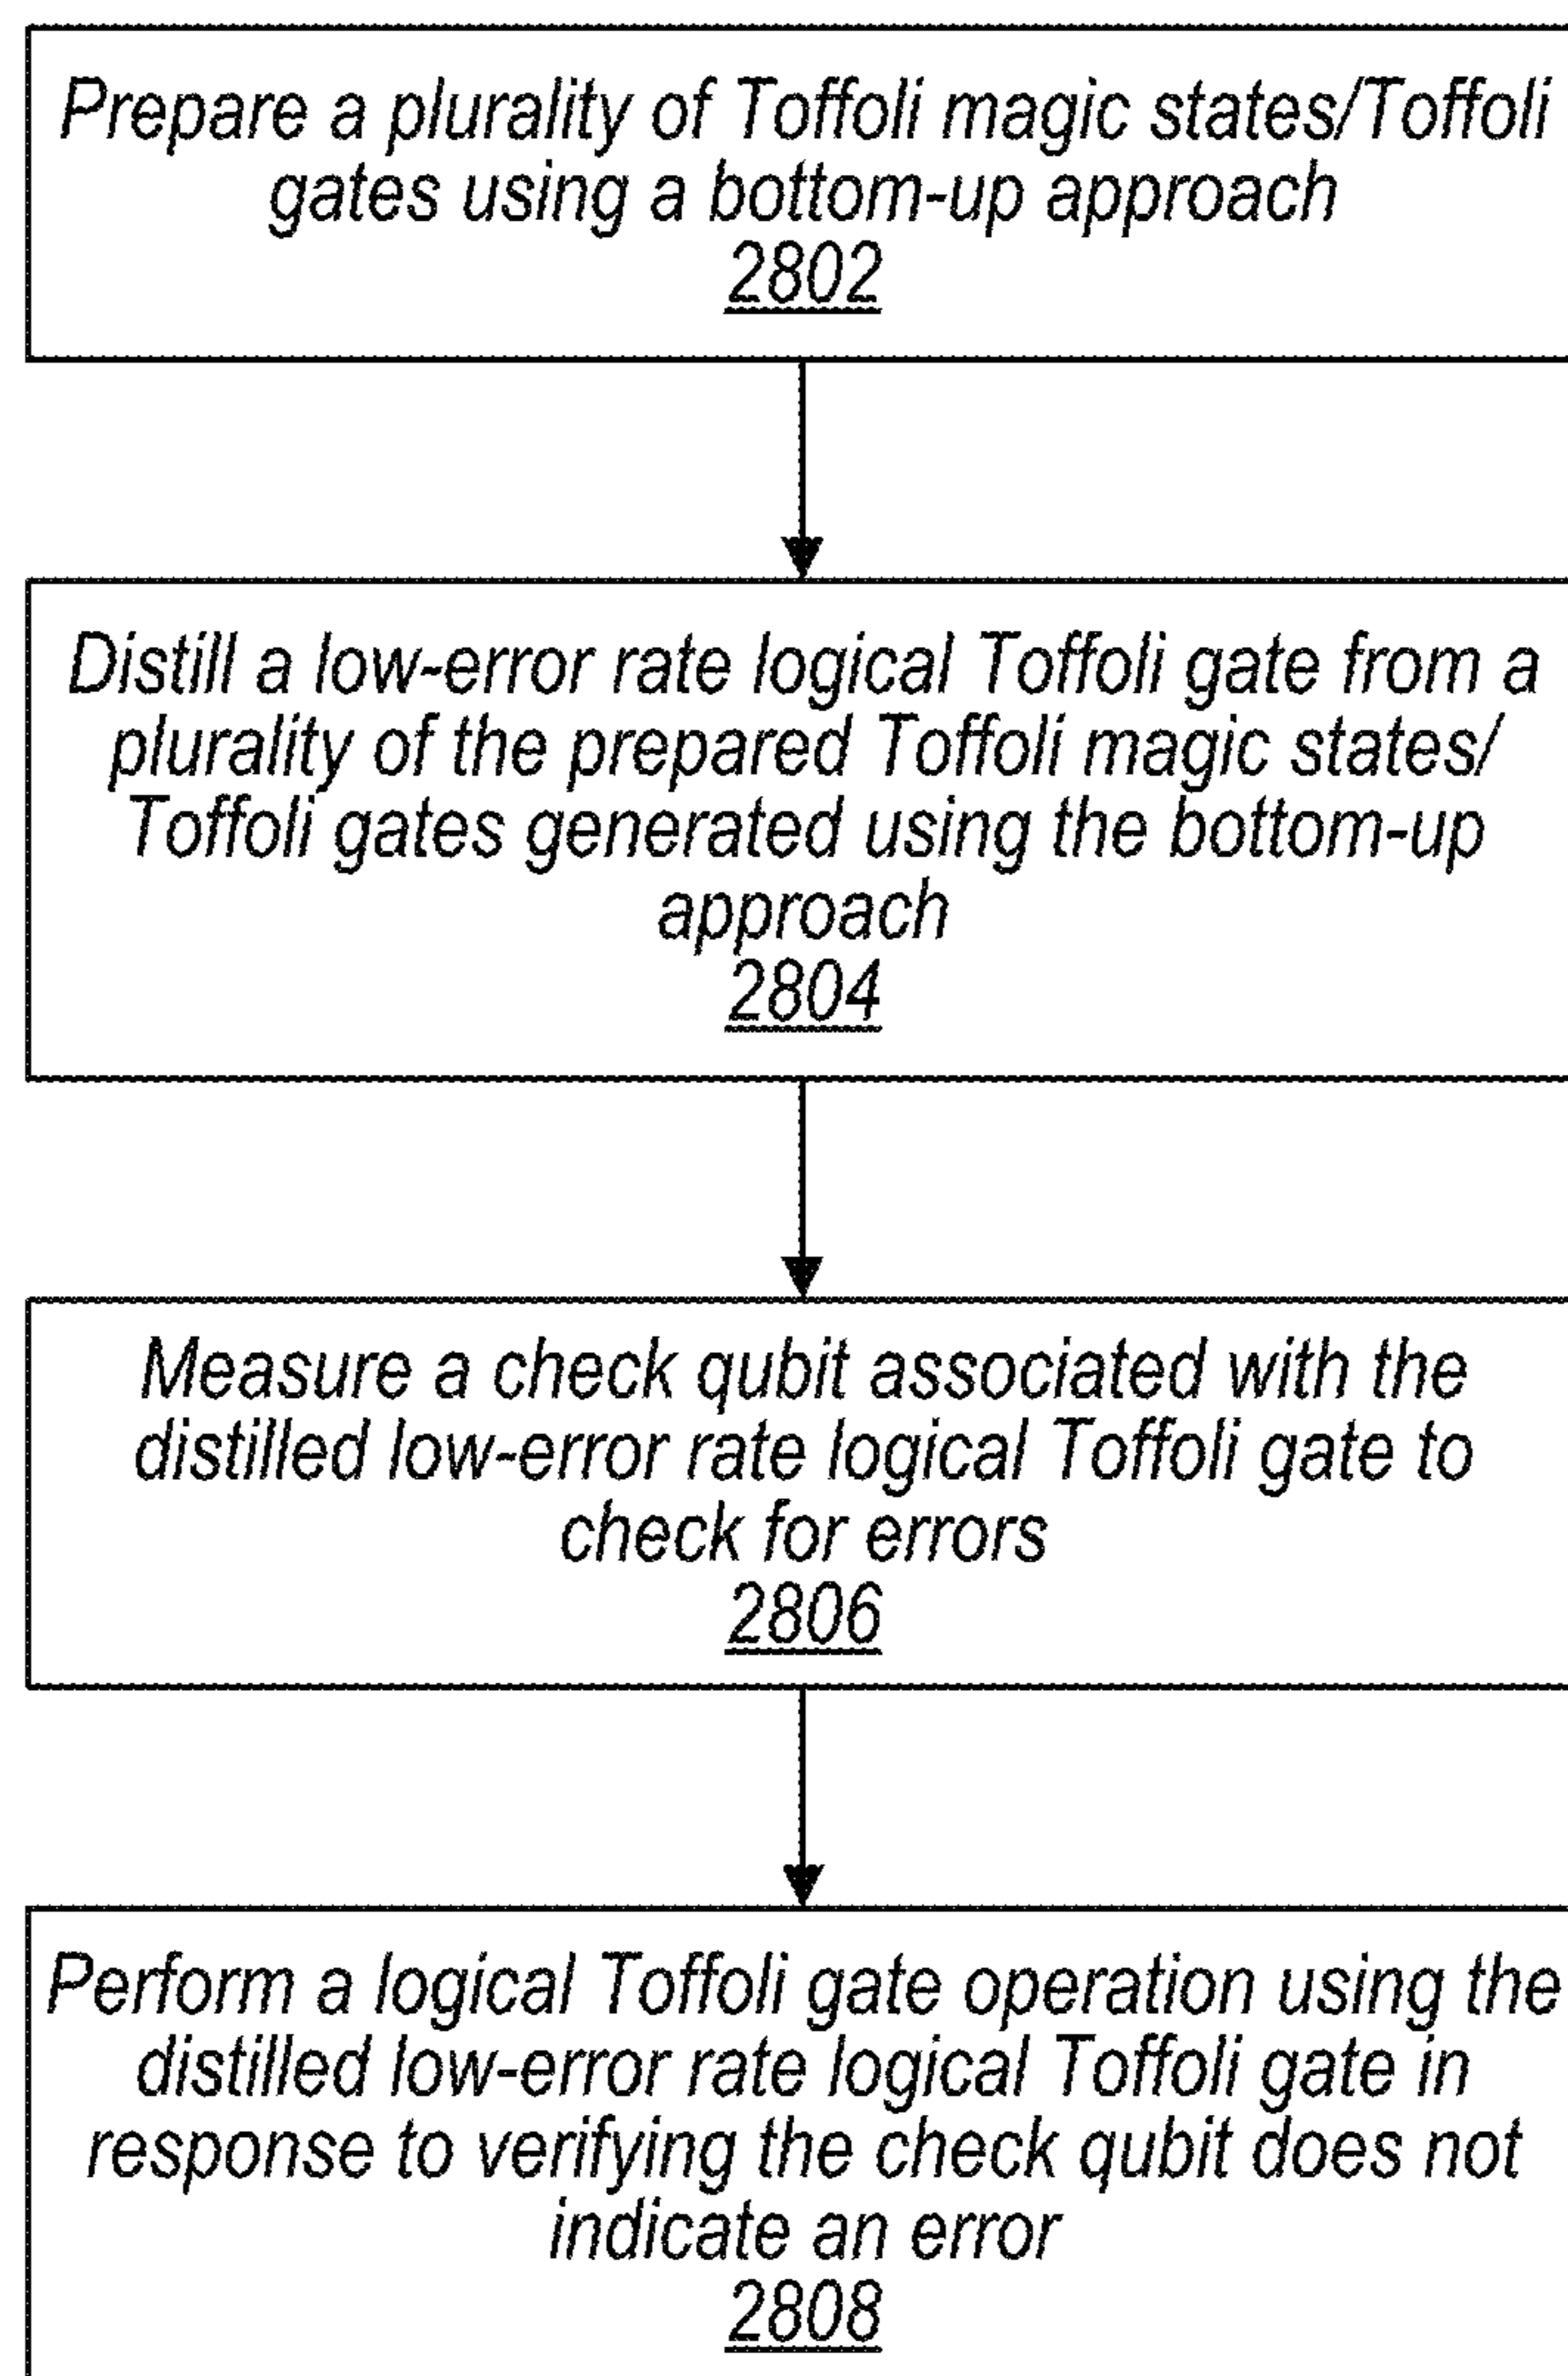 Prepare a plurality of Toffoli magic states/Toffoli
gates using a bottom-up approach
2802
Distill a low-error rate logical Toffoli gate from a
plurality of the prepared Toffoli magic states/
Toffoli gates generated using the bottom-up
approach
2804
Measure a check qubit associated with the
distilled low-error rate logical Toffoli gate to
check for errors
2806
Perform a logical Toffoli gate operation using the
distilled low-error rate logical Toffoli gate in
response to verifying the check qubit does not
indicate an error
2808